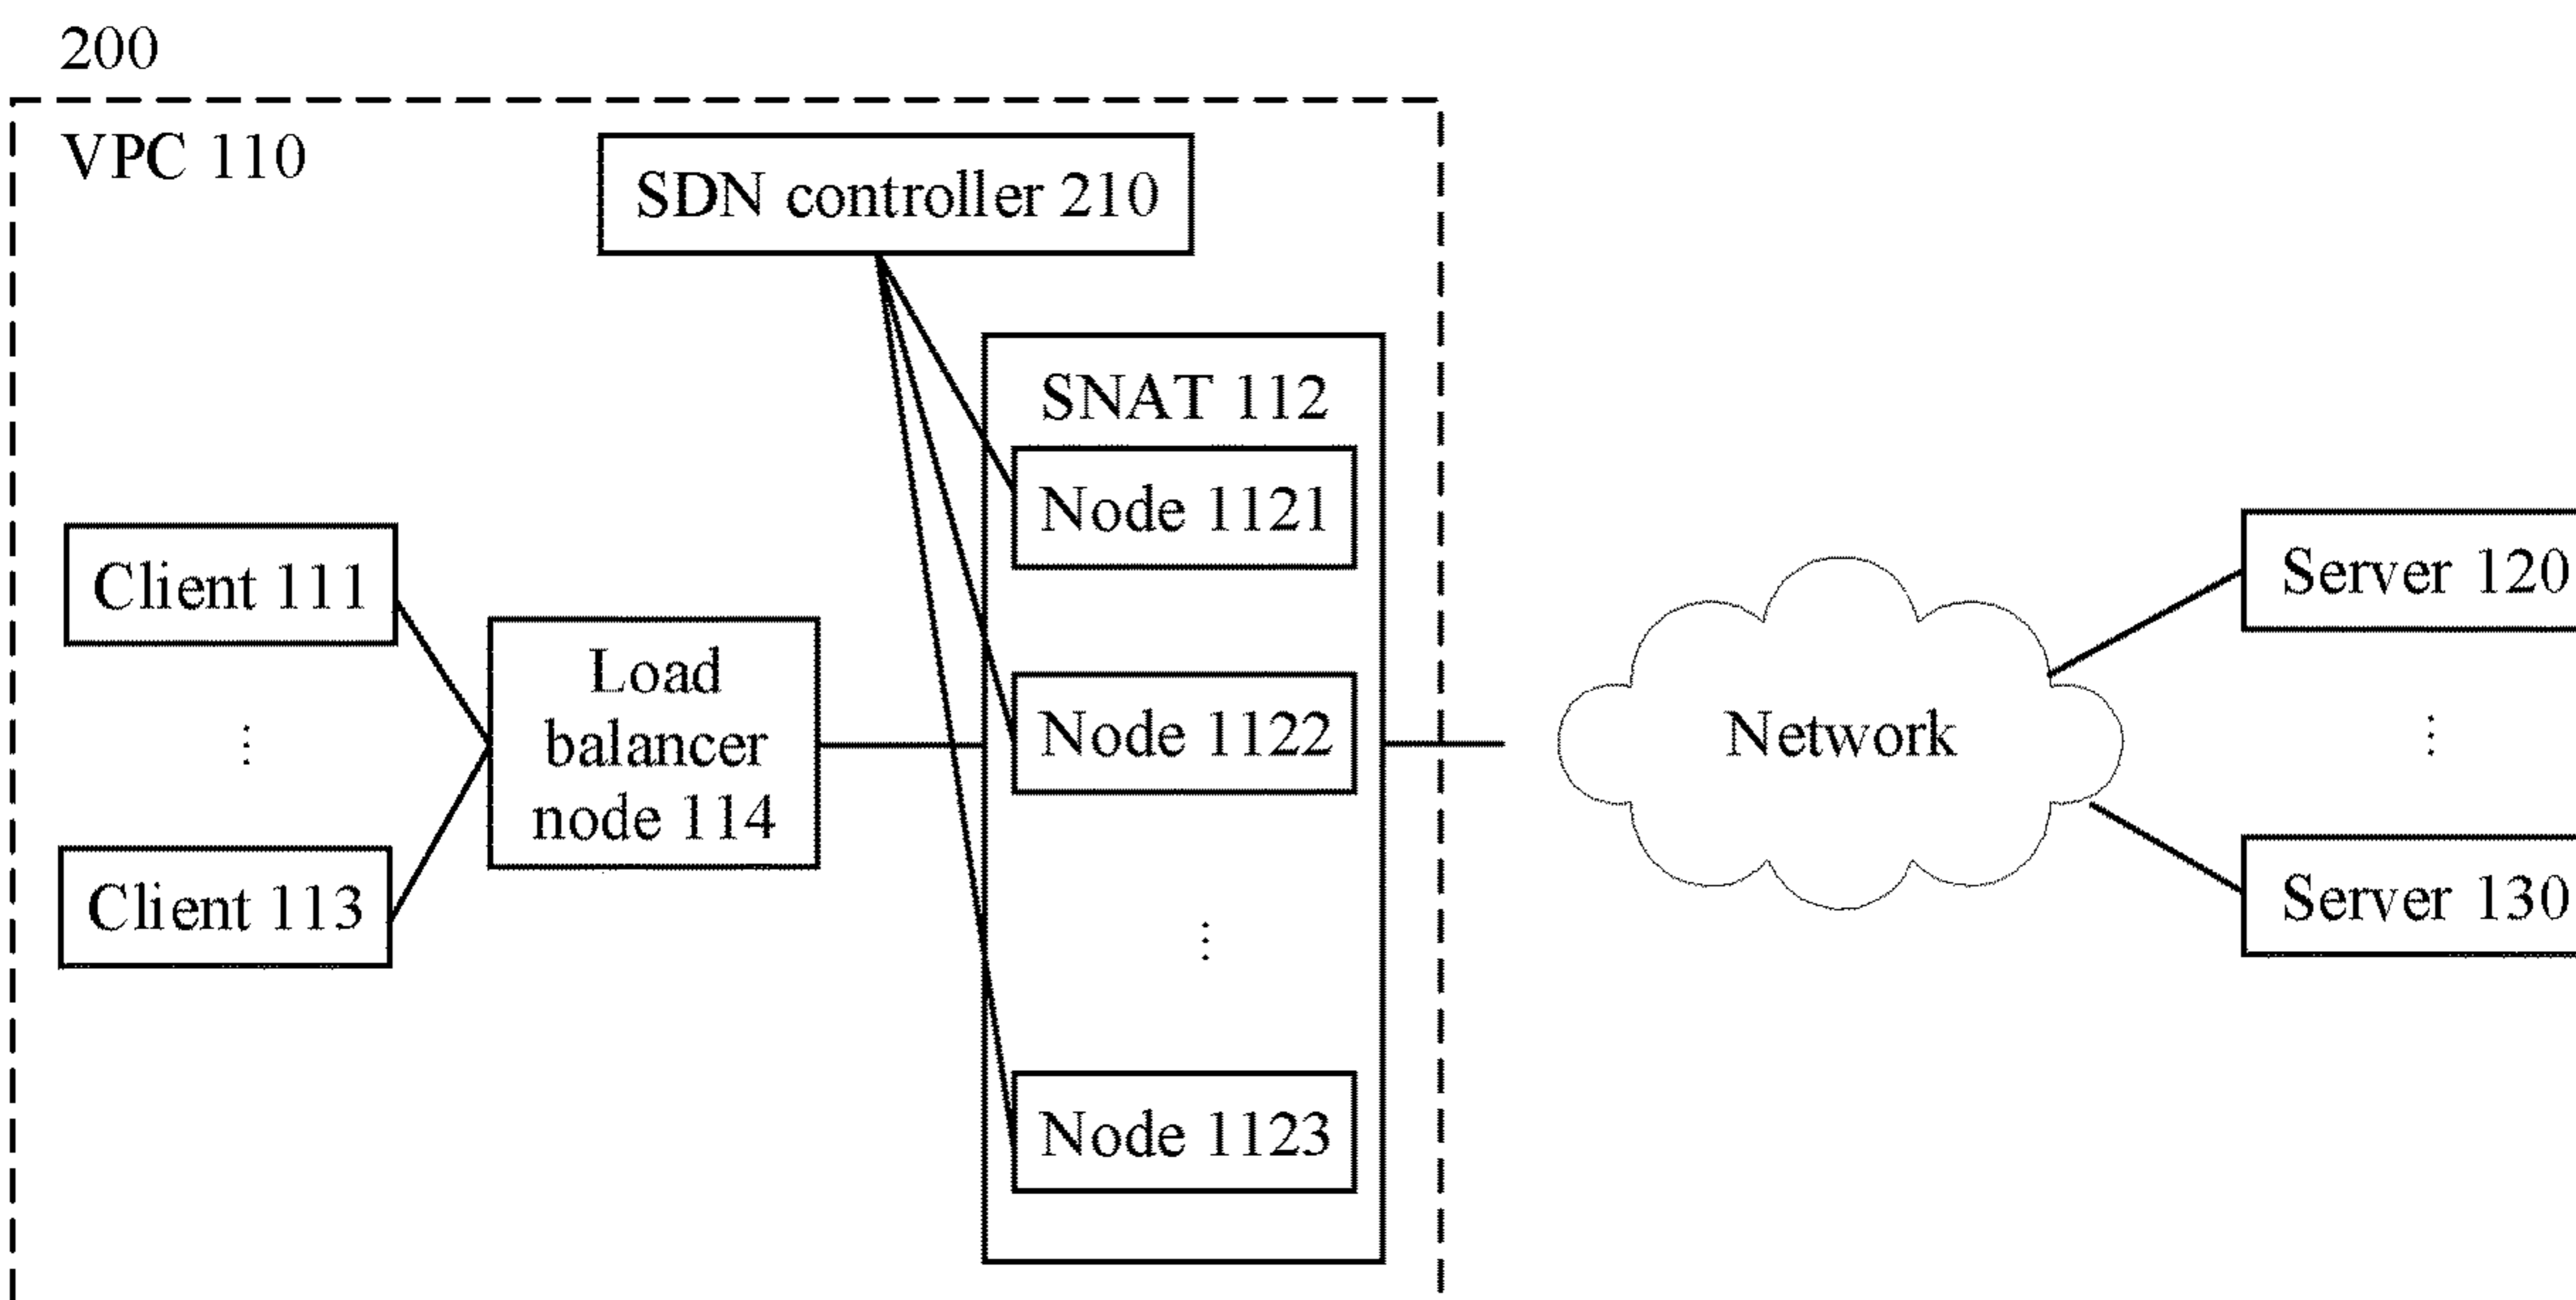 200
VPC 110
SDN controller 210
SNAT 112
Node 1121
Client 111
Load
balancer
node 114
Node 1122
Client 113
Node 1123
Network
Server 120
Server 130